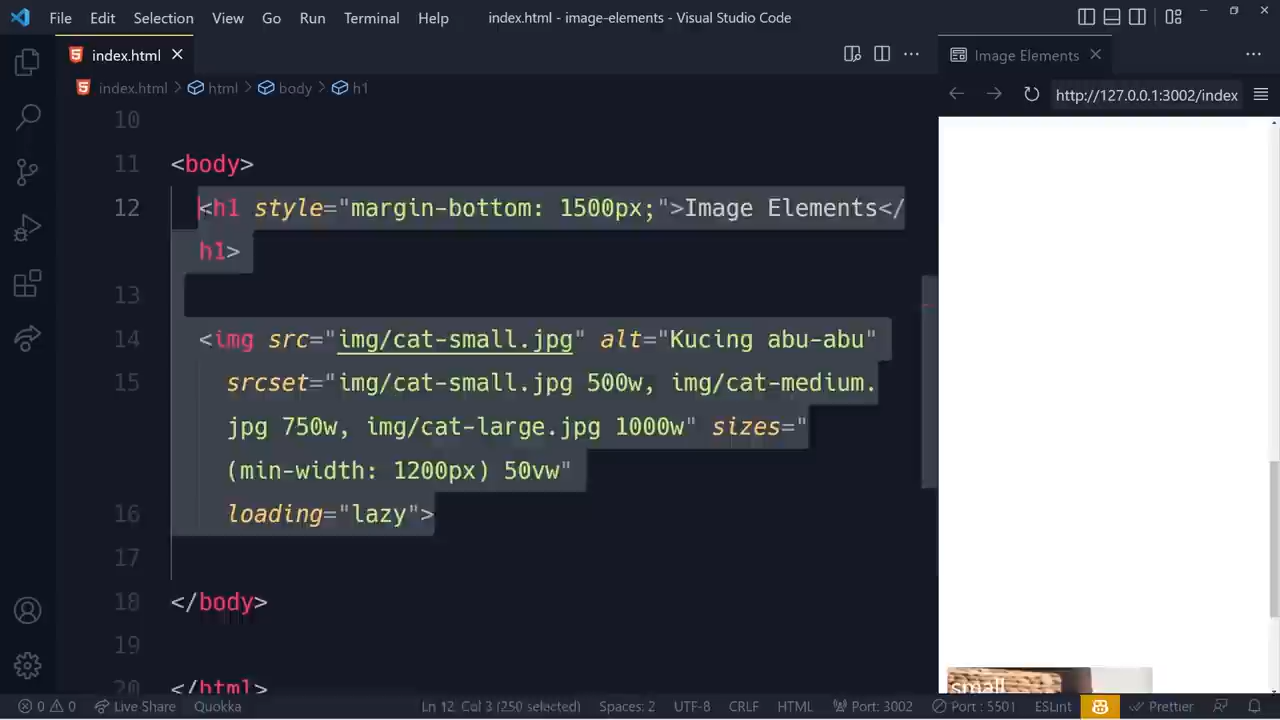 File Edit Selection View Go Run Terminal Help index.html - image-elements - Visual Studio Code
index.html
Image Elements
index.html > html > body > h1
http://127.0.0.1:3002/index
10
11 <body>
12 <h1 style="margin-bottom: 1500px;">Image Elements</
h1>
13
14 <img src="img/cat-small.jpg" alt="Kucing abu-abu"
15 srcset="img/cat-small.jpg 500w, img/cat-medium.
jpg 750w, img/cat-large.jpg 1000w" sizes="
(min-width: 1200px) 50vw"
16 loading="lazy">
17
18 </body>
19
20 </html>
small
0 0 Live Share Quokka Ln 12, Col 3 (250 selected) Spaces: 2 UTF-8 CRLF HTML Port: 3002 Port : 5501 ESLint Prettier